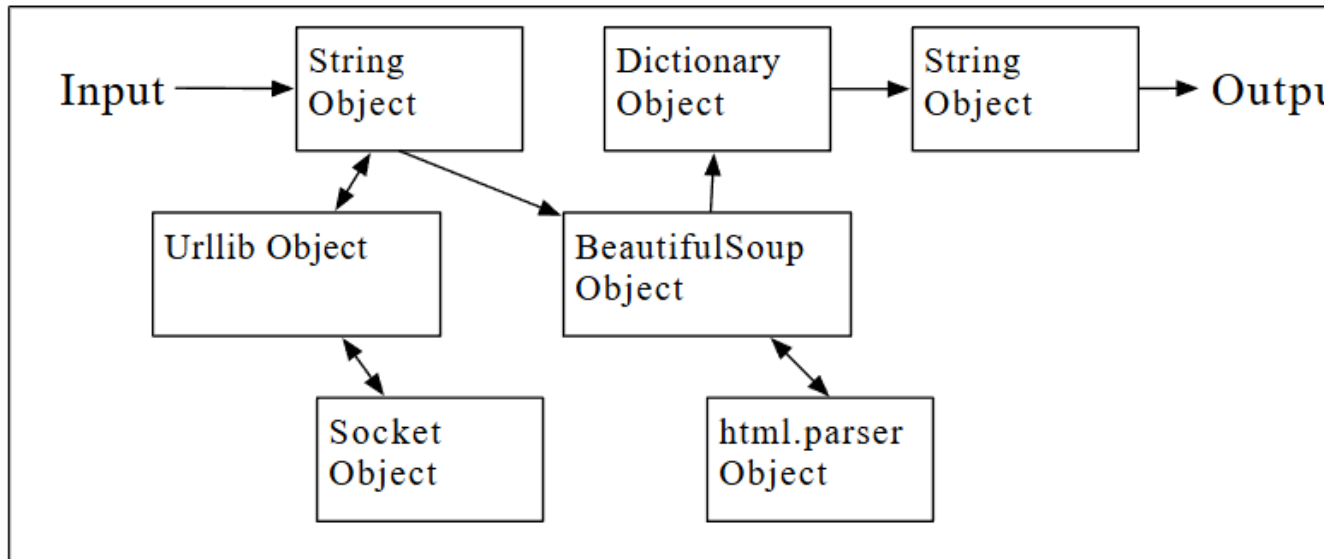 Input
String
Object
Dictionary
Object
String
Object
Outpu
Urllib Object
BeautifulSoup
Object
Socket
Object
html.parser
Object